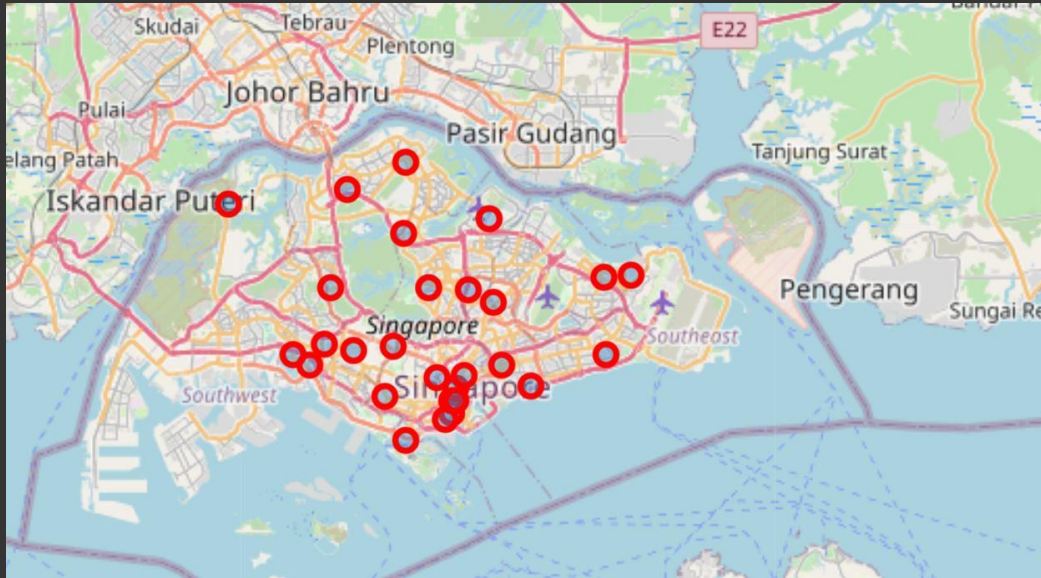 Skudai
Tebrau
E22
Plentong
Johor Bahru
Pulai
Pasir Gudang
elang Patah
Tanjung Surat
Iskandar Puteri
Pengerang
Sungai Re
Singapore
Southeast
Southwest
Singapore